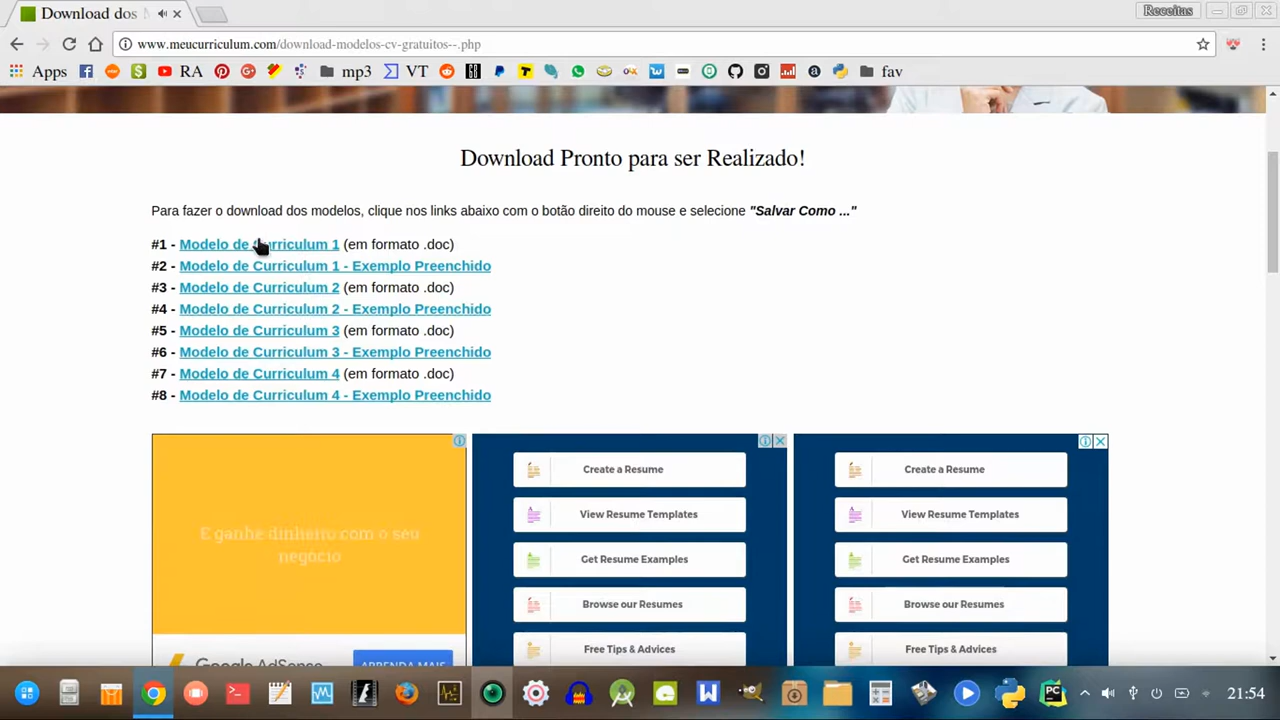 Download dos M
Receitas
www.meucurriculum.com/download-modelos-cv-gratuitos--.php
Apps RA mp3 VT fav
Download Pronto para ser Realizado!
Para fazer o download dos modelos, clique nos links abaixo com o botão direito do mouse e selecione "Salvar Como ..."
#1 - Modelo de Curriculum 1 (em formato .doc)
#2 - Modelo de Curriculum 1 - Exemplo Preenchido
#3 - Modelo de Curriculum 2 (em formato .doc)
#4 - Modelo de Curriculum 2 - Exemplo Preenchido
#5 - Modelo de Curriculum 3 (em formato .doc)
#6 - Modelo de Curriculum 3 - Exemplo Preenchido
#7 - Modelo de Curriculum 4 (em formato .doc)
#8 - Modelo de Curriculum 4 - Exemplo Preenchido
E ganhe dinheiro com o seu
negócio
Google AdSense
APRENDA MAIS
Create a Resume
View Resume Templates
Get Resume Examples
Browse our Resumes
Free Tips & Advices
Create a Resume
View Resume Templates
Get Resume Examples
Browse our Resumes
Free Tips & Advices
21:54